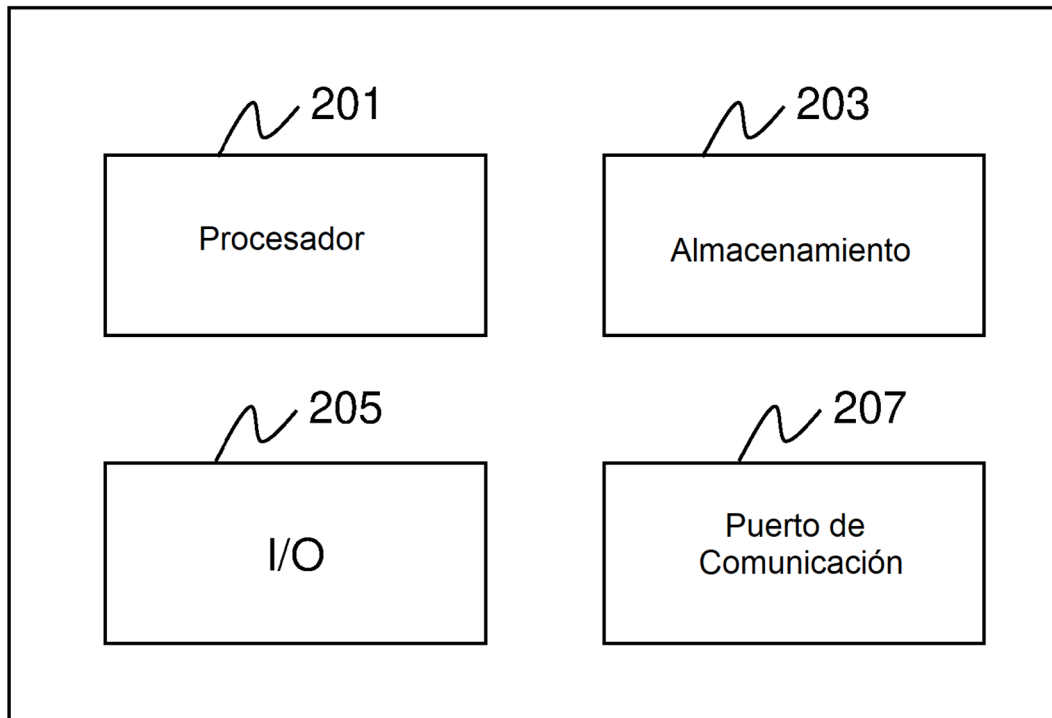 201
203
Procesador
Almacenamiento
205
207
I/O
Puerto de
Comunicación